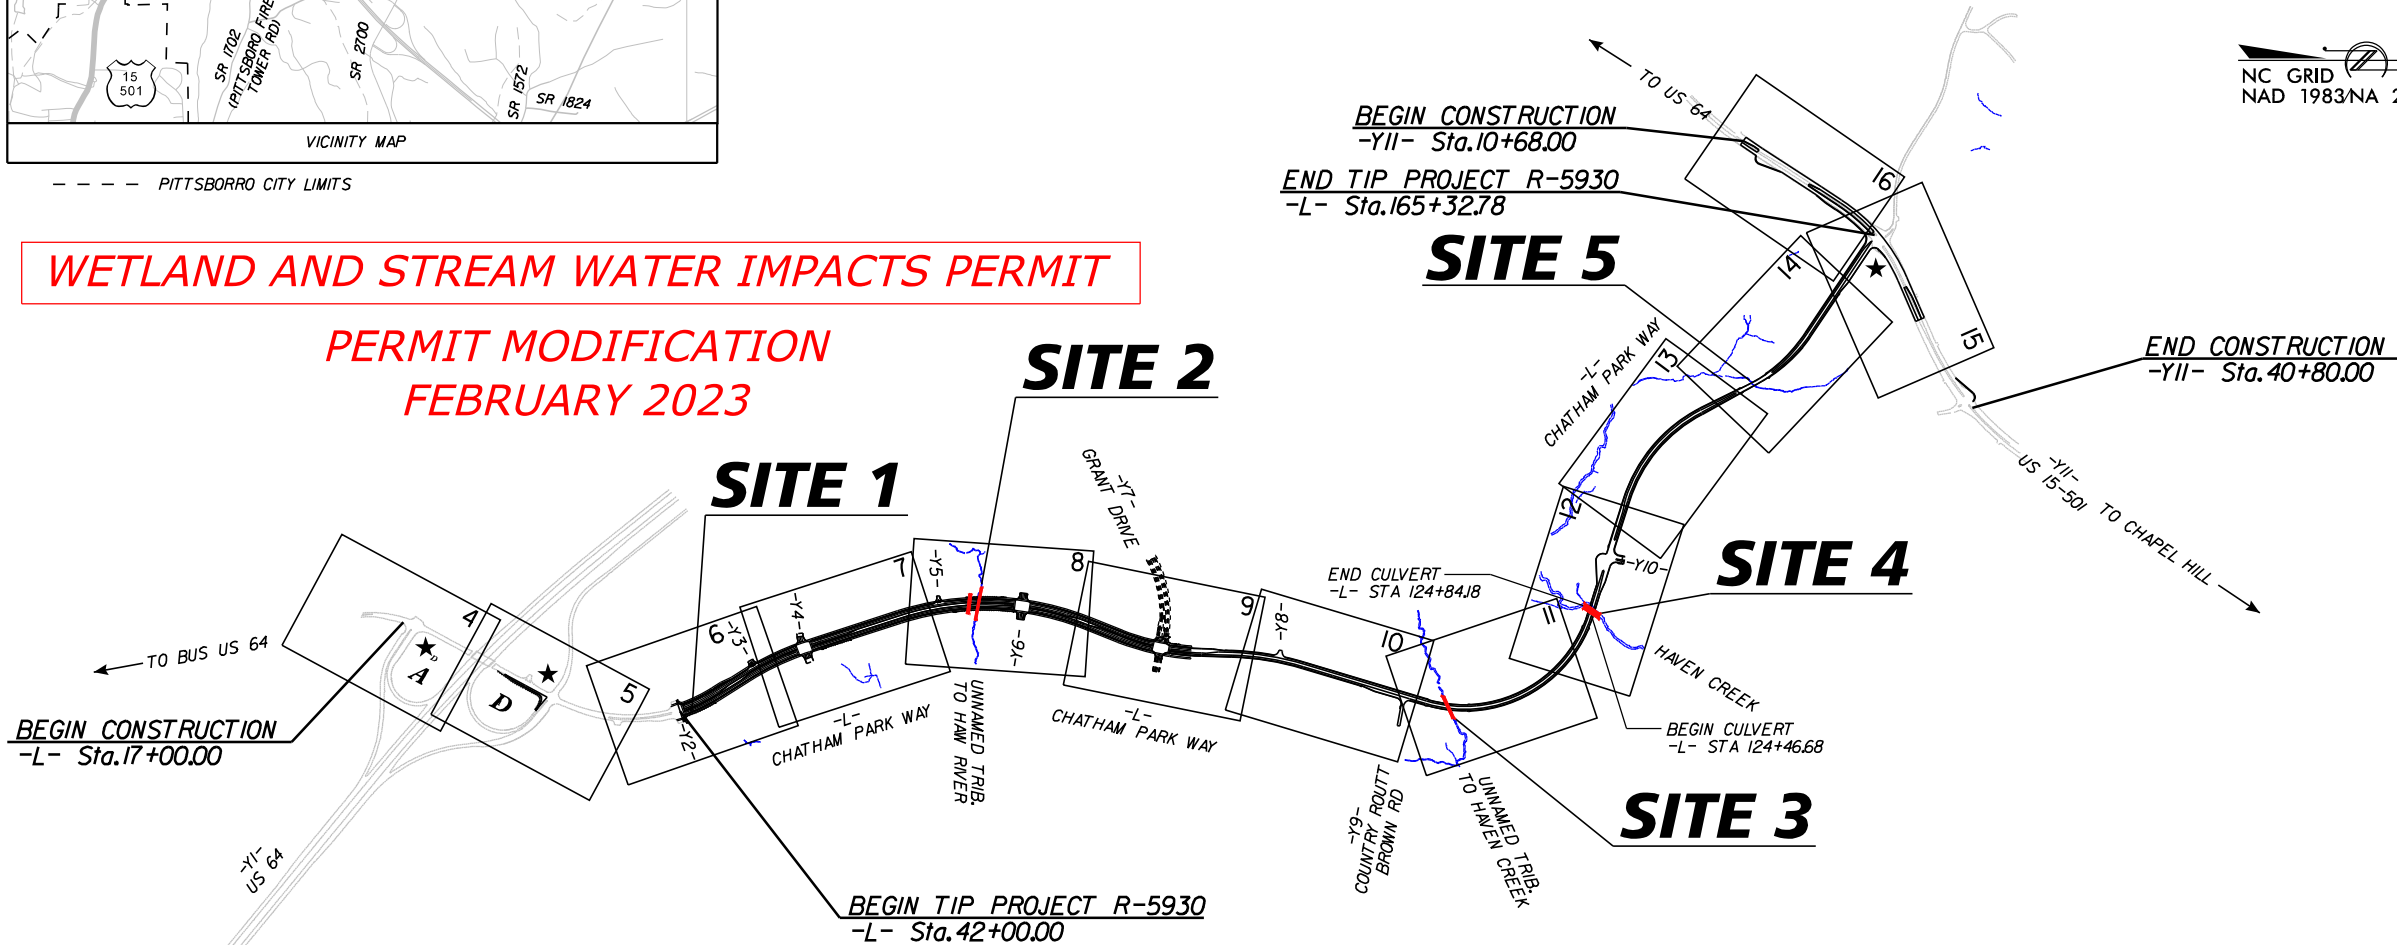 SR 1702
(PITTSBORO FIRE
TOWER RD)
SR 2700
15
501
SR 1572
SR 1824
VICINITY MAP
PITTSBORRO CITY LIMITS
WETLAND AND STREAM WATER IMPACTS PERMIT
PERMIT MODIFICATION
FEBRUARY 2023
NC GRID
NAD 1983/NA 2
TO US 64
BEGIN CONSTRUCTION
-Y11- Sta.10+68.00
END TIP PROJECT R-5930
-L- Sta.165+32.78
SITE 5
16
15
14
13
-L-
CHATHAM PARK WAY
END CONSTRUCTION
-Y11- Sta.40+80.00
-Y11-
US 15-501
TO CHAPEL HILL
SITE 2
SITE 1
-Y7-
GRANT DRIVE
12
SITE 4
-Y10-
END CULVERT
-L- STA 124+84.18
11
HAVEN CREEK
BEGIN CULVERT
-L- STA 124+46.68
TO BUS US 64
4
A
D
D
5
6
-Y3-
-Y4-
7
-Y5-
8
-Y6-
9
-Y8-
10
-Y2-
BEGIN CONSTRUCTION
-L- Sta.17+00.00
-L-
CHATHAM PARK WAY
UNNAMED TRIB.
TO HAW RIVER
-L-
CHATHAM PARK WAY
-Y9-
COUNTRY ROUTT
BROWN RD
UNNAMED TRIB.
TO HAVEN CREEK
SITE 3
-Y1-
US 64
BEGIN TIP PROJECT R-5930
-L- Sta.42+00.00